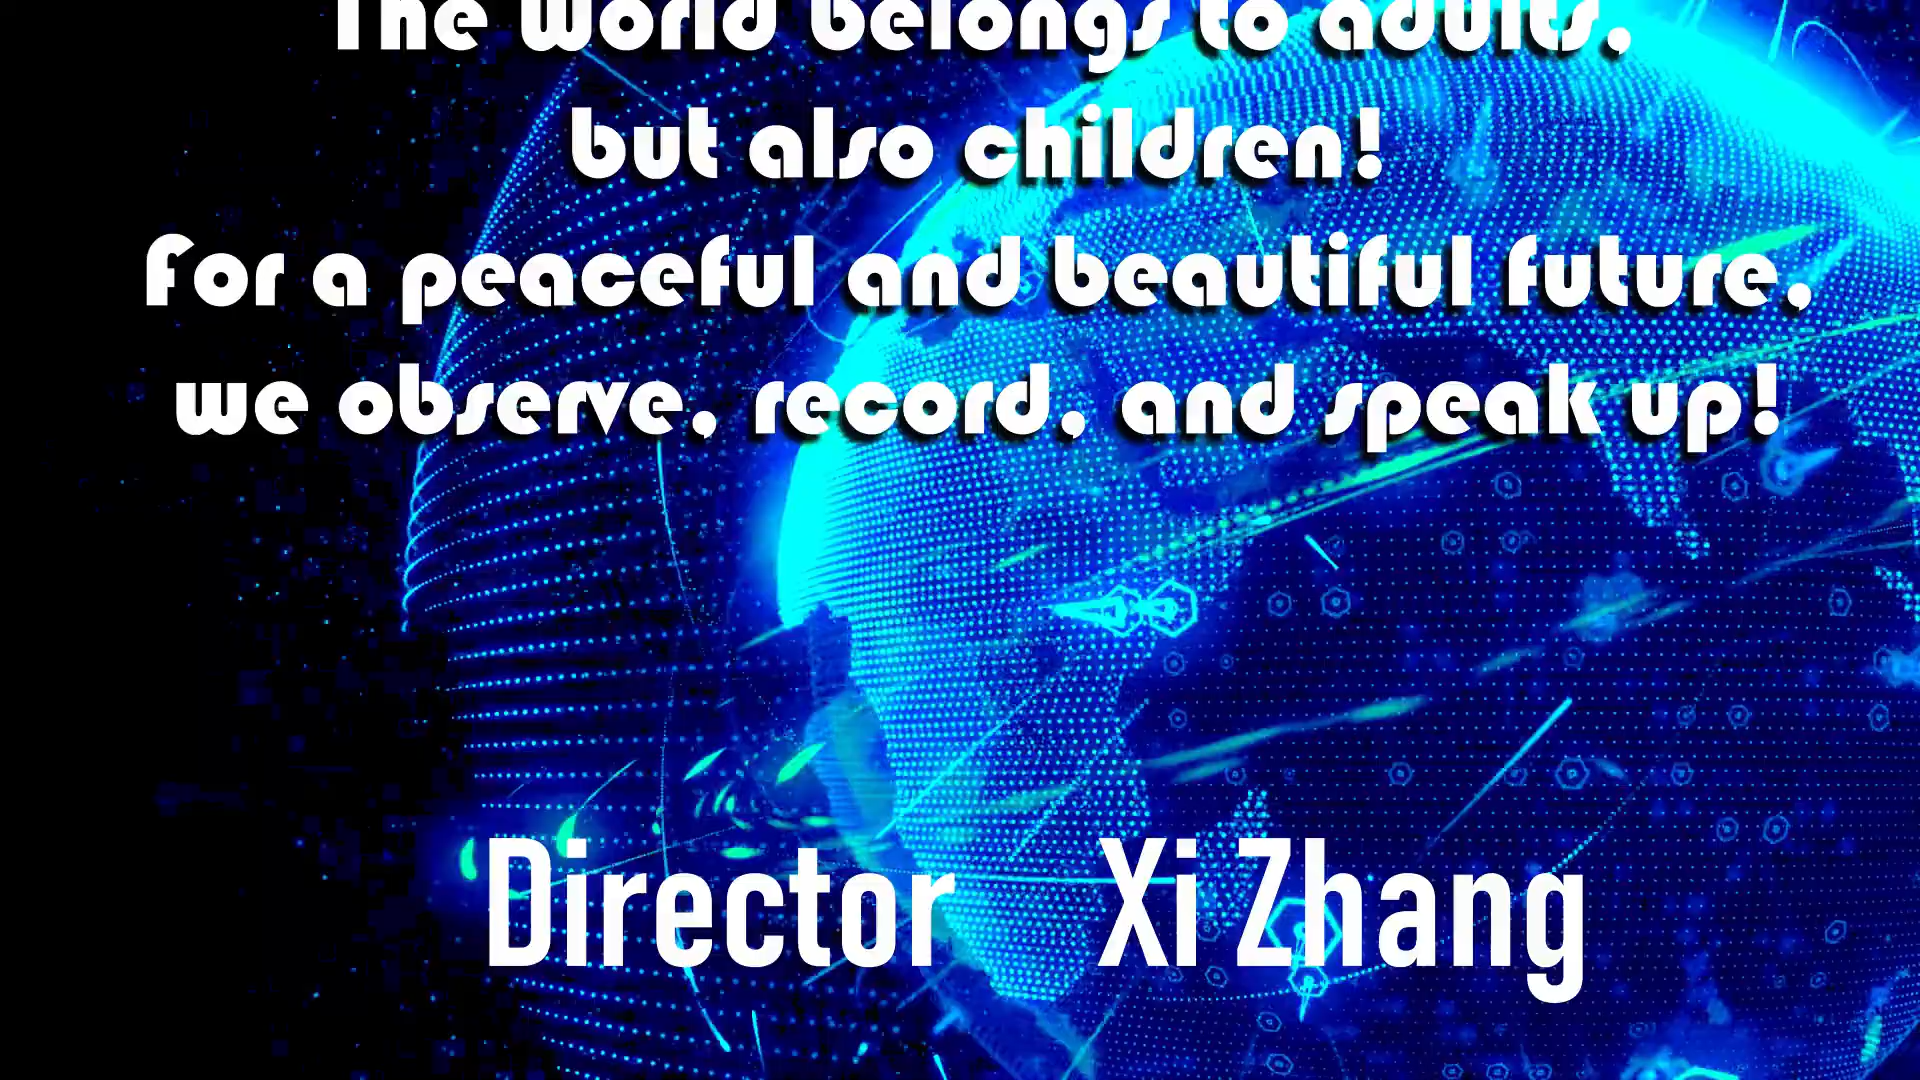 The world belongs to adults,
but also children!
For a peaceful and beautiful future,
we observe, record, and speak up!
Director Xi Zhang